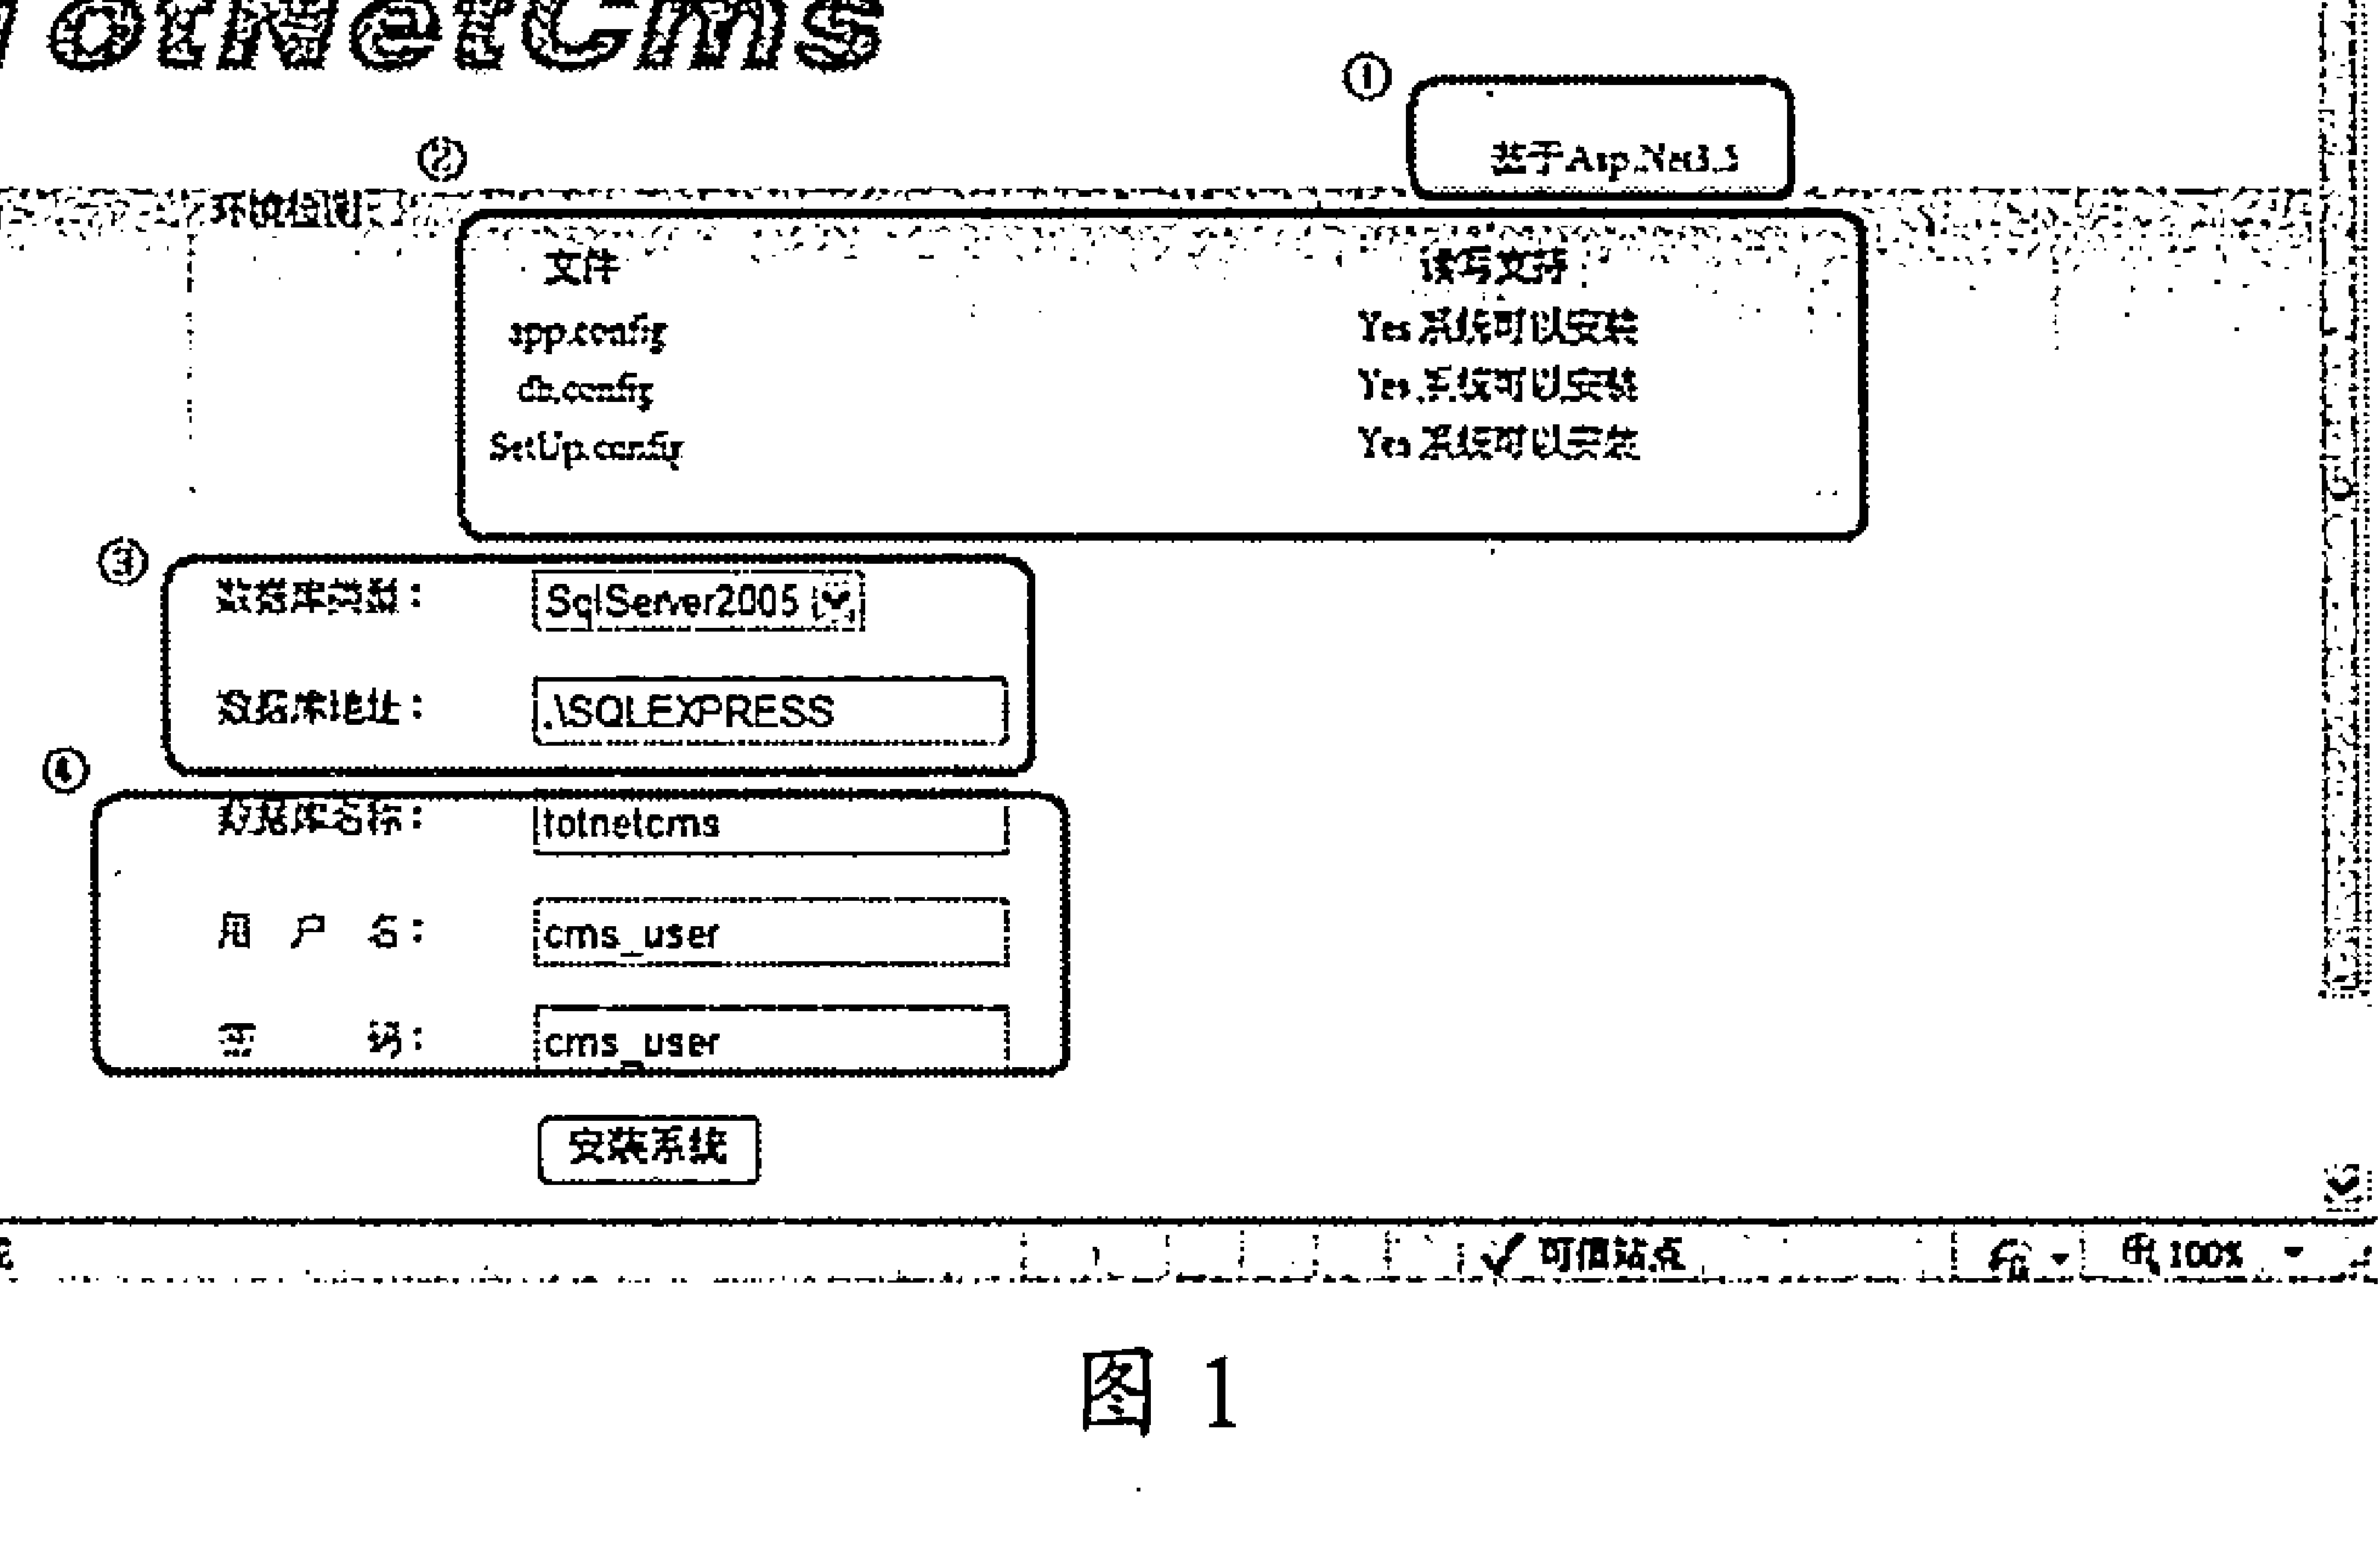 TotNetCms
①
基于Asp.Net3.5
②
环境检测
文件 读写支持
app.config Yes 系统可以安装
db.config Yes 系统可以安装
SetUp.config Yes 系统可以安装
③
数据库类型： SqlServer2005
数据库地址： .\SQLEXPRESS
④
数据库名称： totnetcms
用 户 名： cms_user
密 码： cms_user
安装系统
可信站点 100%
图 1